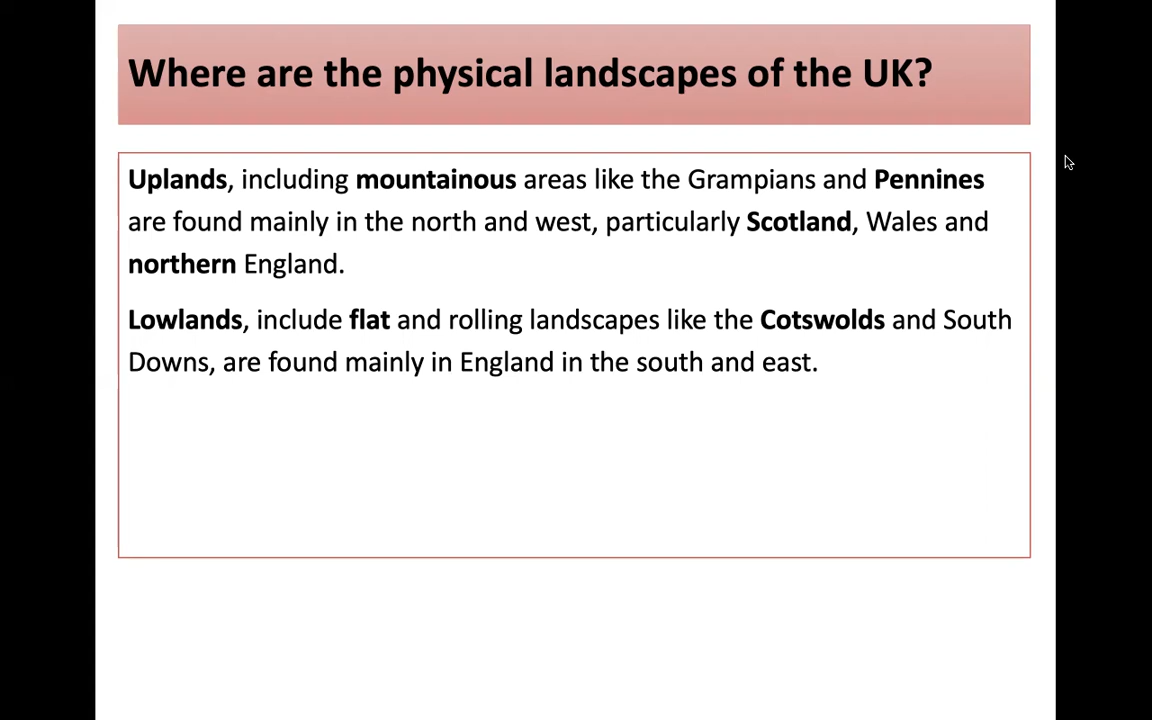 Where are the physical landscapes of the UK?
Uplands, including mountainous areas like the Grampians and Pennines
are found mainly in the north and west, particularly Scotland, Wales and
northern England.
Lowlands, include flat and rolling landscapes like the Cotswolds and South
Downs, are found mainly in England in the south and east.